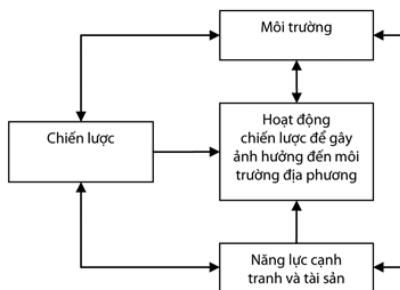 Môi trường
Chiến lược
Hoạt động
chiến lược để gây
ảnh hưởng đến môi
trường địa phương
Năng lực cạnh
tranh và tài sản